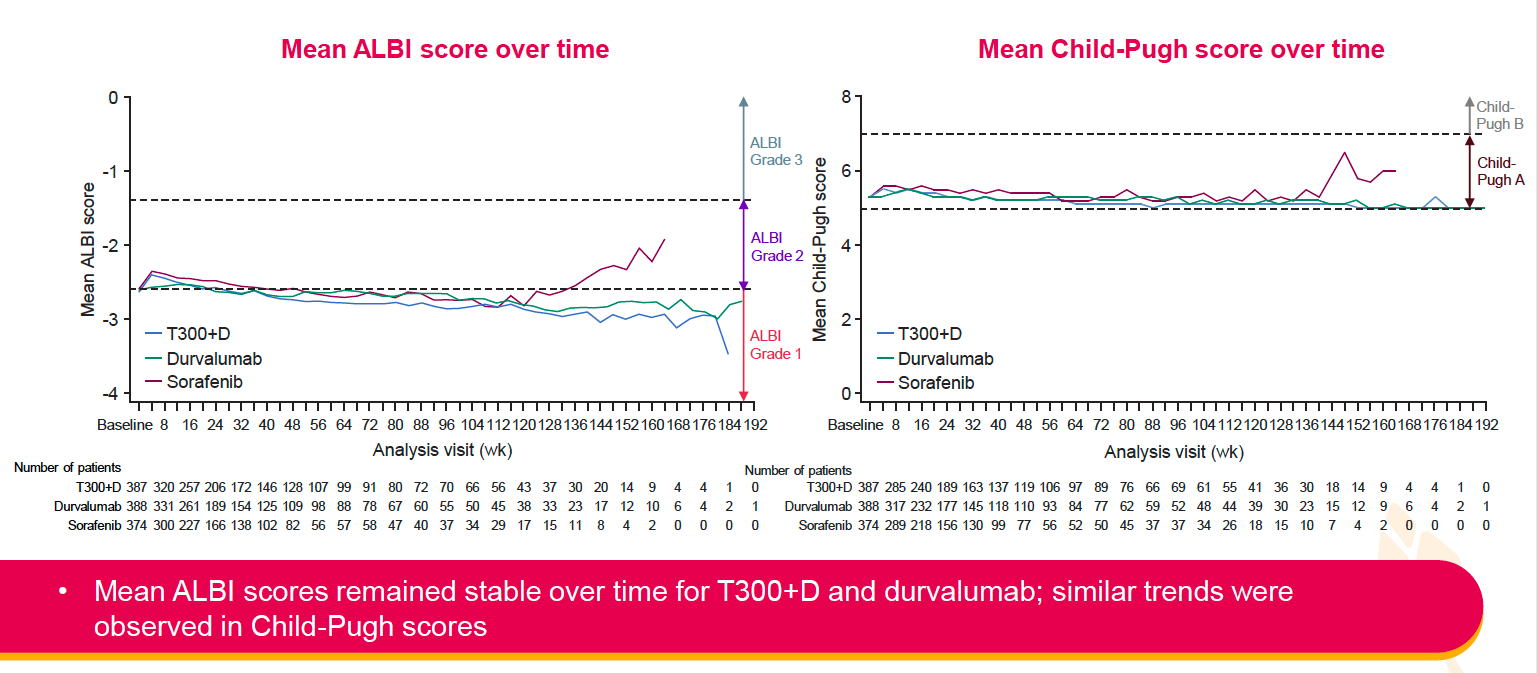 Mean ALBI score over time
0
-1
-2
-3
-4
Mean ALBI score
ALBI
Grade 3
ALBI
Grade 2
ALBI
Grade 1
T300+D
Durvalumab
Sorafenib
Baseline 8 16 24 32 40 48 56 64 72 80 88 96 104 112 120 128 136 144 152 160 168 176 184 192
Analysis visit (wk)
Number of patients
T300+D 387 320 257 206 172 146 128 107 99 91 80 72 70 66 56 43 37 30 20 14 9 4 4 1 0
Durvalumab 388 331 261 189 154 125 109 98 88 78 67 60 55 50 45 38 33 23 17 12 10 6 4 2 1
Sorafenib 374 300 227 166 138 102 82 56 57 58 47 40 37 34 29 17 15 11 8 4 2 0 0 0 0
Mean Child-Pugh score over time
8
6
4
2
0
Mean Child-Pugh score
Child-
Pugh B
Child-
Pugh A
T300+D
Durvalumab
Sorafenib
Baseline 8 16 24 32 40 48 56 64 72 80 88 96 104 112 120 128 136 144 152 160 168 176 184 192
Analysis visit (wk)
Number of patients
T300+D 387 285 240 189 163 137 119 106 97 89 76 66 69 61 55 41 36 30 18 14 9 4 4 1 0
Durvalumab 388 317 232 177 145 118 110 93 84 77 62 59 52 48 44 39 30 23 15 12 9 6 4 2 1
Sorafenib 374 289 218 156 130 99 77 56 52 50 45 37 37 34 26 18 15 10 7 4 2 0 0 0 0
• Mean ALBI scores remained stable over time for T300+D and durvalumab; similar trends were
observed in Child-Pugh scores